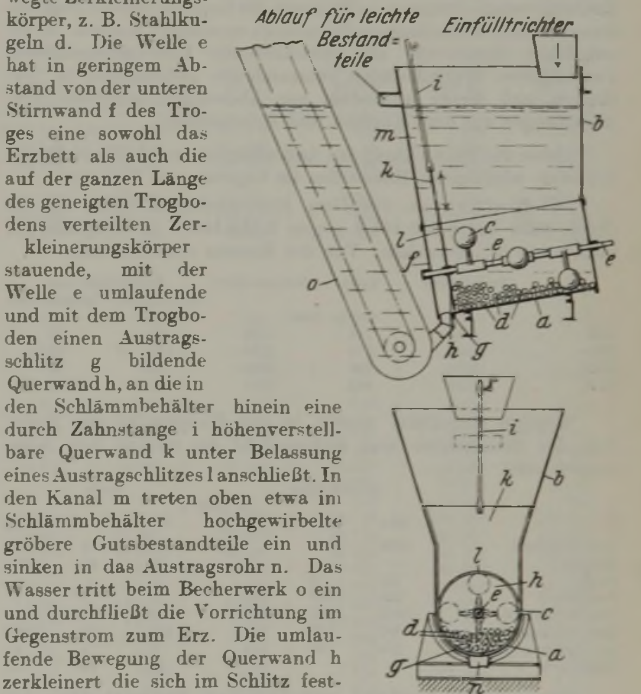 körper, z. B. Stahlku-
geln d. Die Welle e
hat in geringem Ab-
stand von der unteren
Stirnwand f des Tro-
ges eine sowohl das
Erzbett als auch die
auf der ganzen Länge
des geneigten Trogbo-
dens verteilten Zer-
kleinerungskörper
stauende, mit der
Welle e umlaufende
und mit dem Trogbo-
den einen Austrags-
schlitz g bildende
Querwand h, an die in
den Schlämmbehälter hinein eine
durch Zahnstange i höhenverstell-
bare Querwand k unter Belassung
eines Austragschlitzes l anschließt. In
den Kanal m treten oben etwa im
Schlämmbehälter hochgewirbelte
gröbere Gutsbestandteile ein und
sinken in das Austragsrohr n. Das
Wasser tritt beim Becherwerk o ein
und durchfließt die Vorrichtung im
Gegenstrom zum Erz. Die umlau-
fende Bewegung der Querwand h
zerkleinert die sich im Schlitz fest-
Ablauf für leichte
Bestand=
teile
Einfülltrichter
i
m
b
k
l
c
e
f
e
o
d
a
h
g
i
b
k
l
h
e
c
d
a
g
n